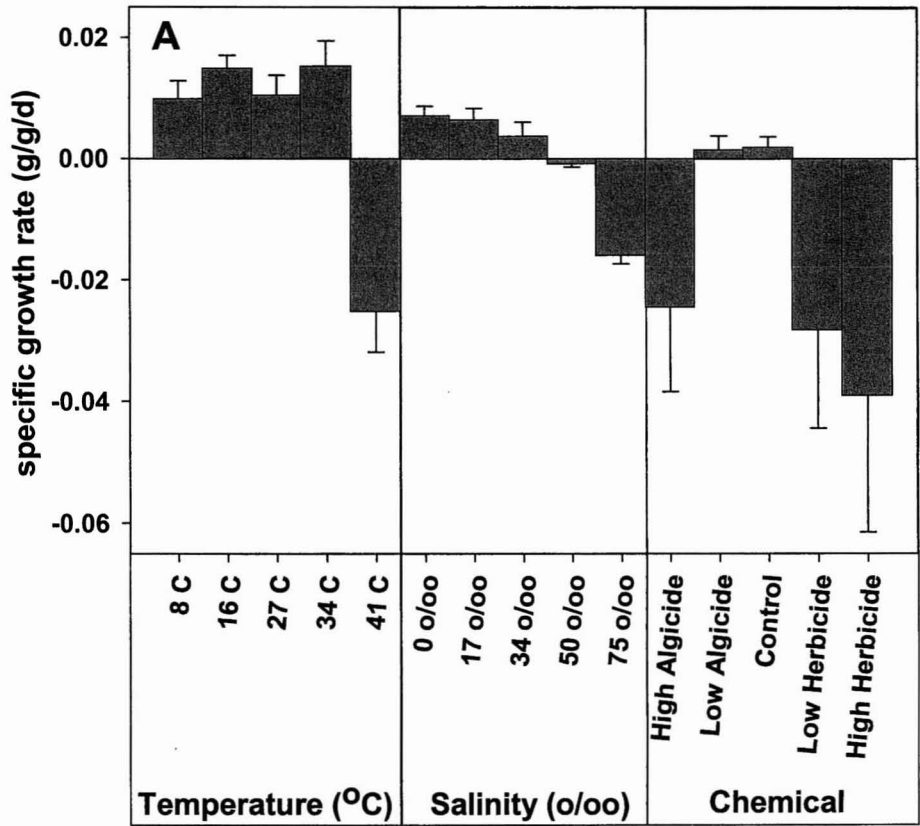 A
specific growth rate (g/g/d)
0.02
0.00
-0.02
-0.04
-0.06
8 C
16 C
27 C
34 C
41 C
0 o/oo
17 o/oo
34 o/oo
50 o/oo
75 o/oo
High Algicide
Low Algicide
Control
Low Herbicide
High Herbicide
Temperature (ºC)
Salinity (o/oo)
Chemical